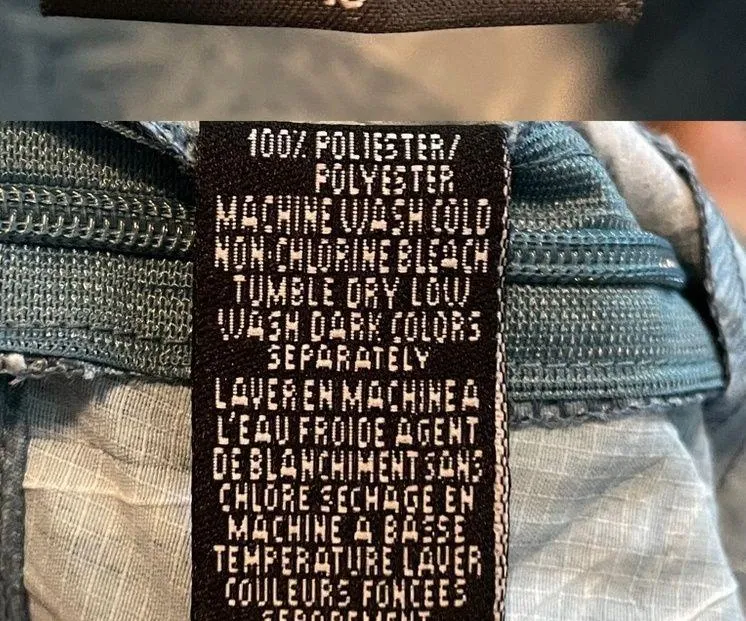 100% POLIESTER/
POLYESTER
MACHINE WASH COLD
NON-CHLORINE BLEACH
TUMBLE DRY LOW
WASH DARK COLORS
SEPARATELY
LAVER EN MACHINE A
L'EAU FROIDE AGENT
DE BLANCHIMENT SANS
CHLORE SECHAGE EN
MACHINE A BASSE
TEMPERATURE LAVER
COULEURS FONCEES